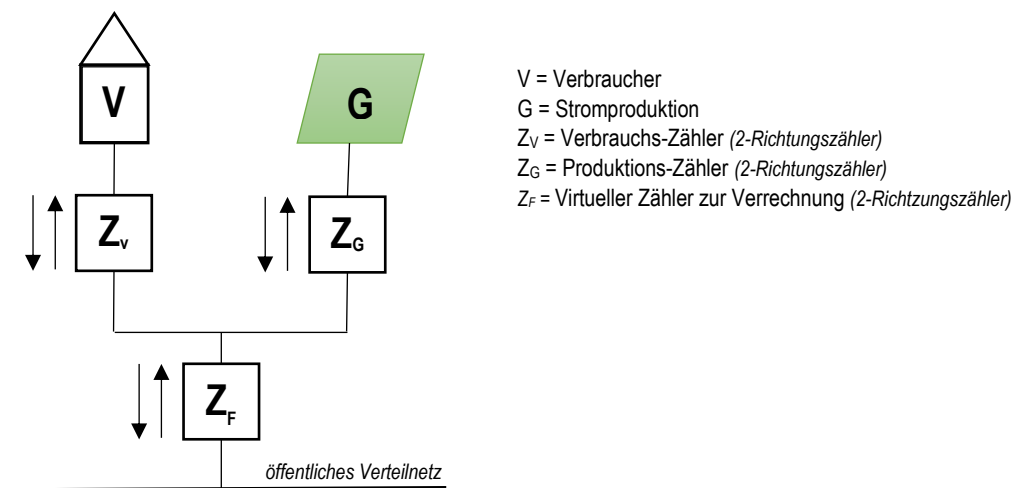 V
G
Zv
ZG
ZF
öffentliches Verteilnetz
V = Verbraucher
G = Stromproduktion
ZV = Verbrauchs-Zähler (2-Richtungszähler)
ZG = Produktions-Zähler (2-Richtungszähler)
ZF = Virtueller Zähler zur Verrechnung (2-Richtzungszähler)